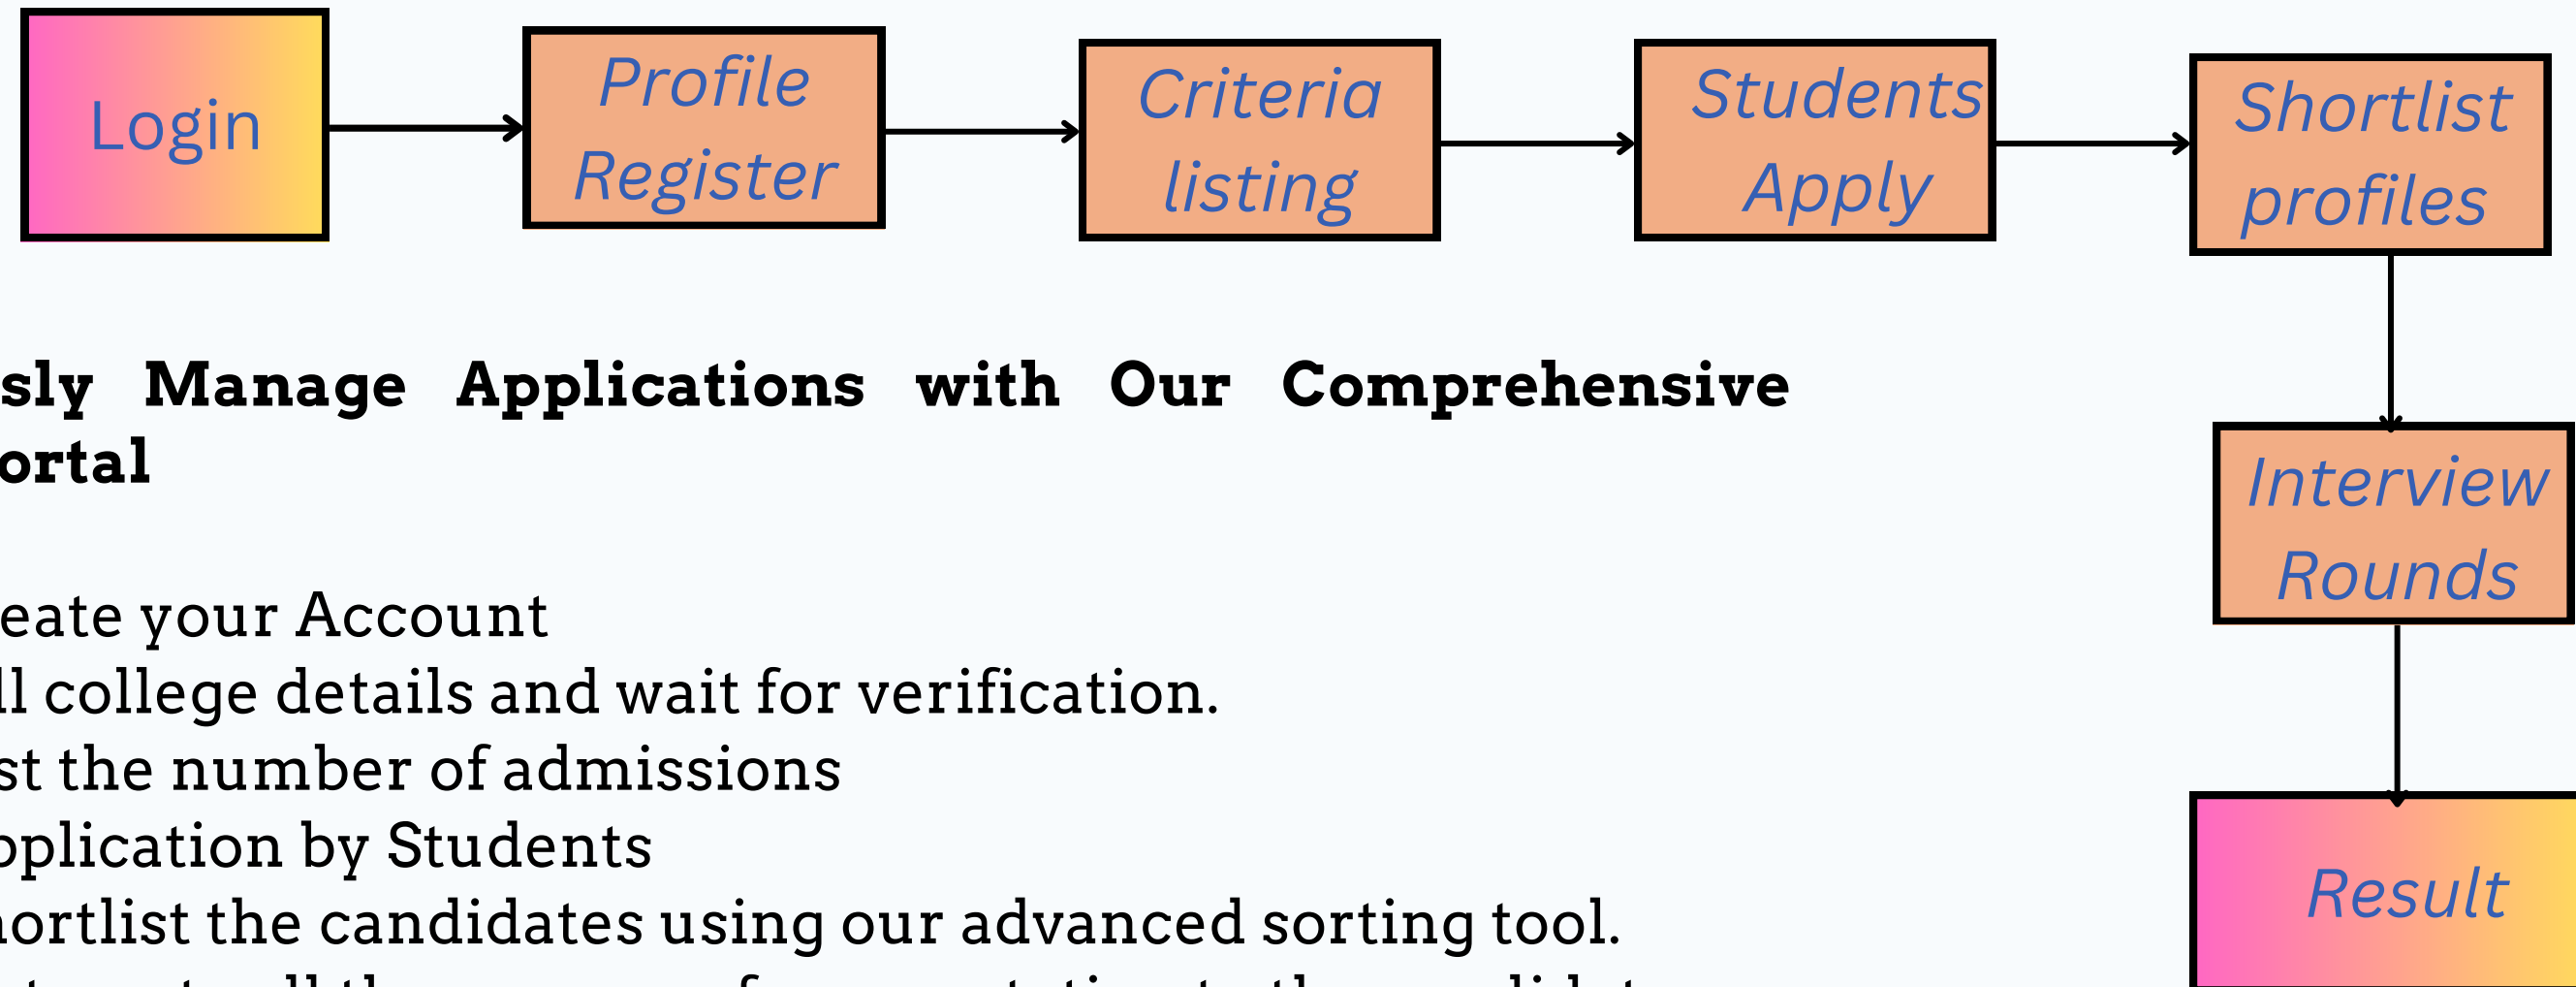 Login
Profile
Register
Criteria
listing
Students
Apply
Shortlist
profiles
sly Manage Applications with Our Comprehensive
ortal
Interview
Rounds
eate your Account
ll college details and wait for verification.
st the number of admissions
pplication by Students
hortlist the candidates using our advanced sorting tool.
Result